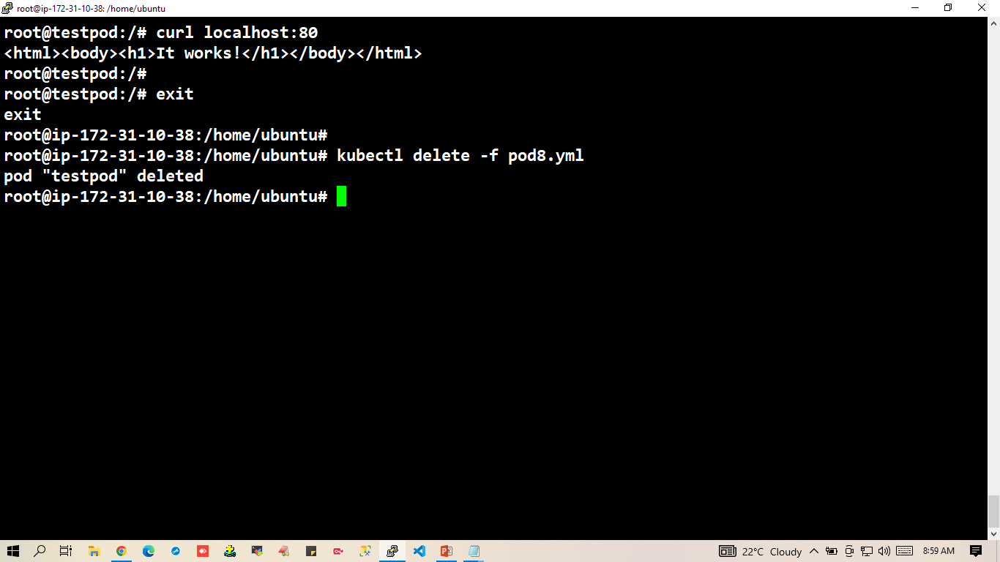 root@ip-172-31-10-38: /home/ubuntu
root@testpod:/# curl localhost:80
<html><body><h1>It works!</h1></body></html>
root@testpod:/#
root@testpod:/# exit
exit
root@ip-172-31-10-38:/home/ubuntu#
root@ip-172-31-10-38:/home/ubuntu# kubectl delete -f pod8.yml
pod "testpod" deleted
root@ip-172-31-10-38:/home/ubuntu#
22°C Cloudy 8:59 AM